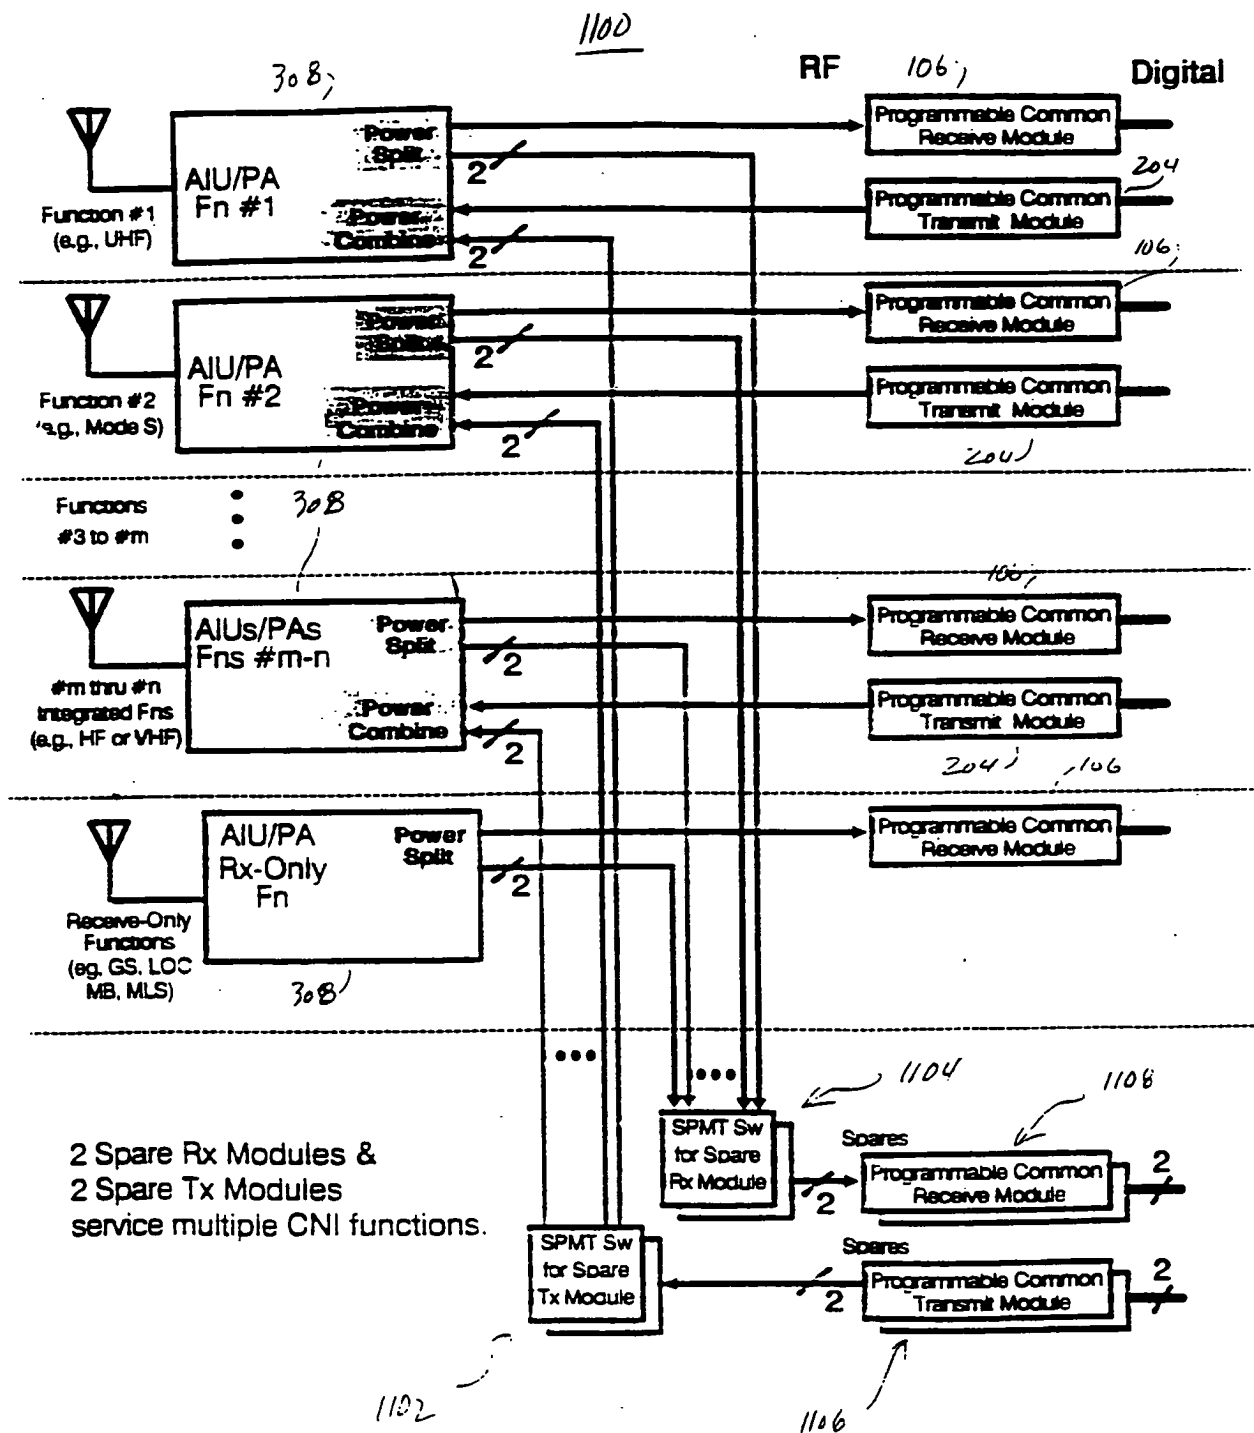 1100
RF
Digital
308
106
AIU/PA
Fn #1
Power
Split
2
Power
Combine
2
Function #1
(e.g., UHF)
Programmable Common
Receive Module
204
Programmable Common
Transmit Module
106
AIU/PA
Fn #2
Power
Split
2
Power
Combine
2
Function #2
(e.g., Mode S)
Programmable Common
Receive Module
Programmable Common
Transmit Module
204
Functions
#3 to #m
308
AIUs/PAs
Fns #m-n
Power
Split
2
Power
Combine
2
#m thru #n
Integrated Fns
(e.g., HF or VHF)
106
Programmable Common
Receive Module
Programmable Common
Transmit Module
204
106
AIU/PA
Rx-Only
Fn
Power
Split
2
Receive-Only
Functions
(eg, GS, LOC
MB, MLS)
308
Programmable Common
Receive Module
1104
1108
2 Spare Rx Modules &
2 Spare Tx Modules
service multiple CNI functions.
SPMT Sw
for Spare
Rx Module
2
Spares
Programmable Common
Receive Module
2
SPMT Sw
for Spare
Tx Module
2
Spares
Programmable Common
Transmit Module
2
1102
1106